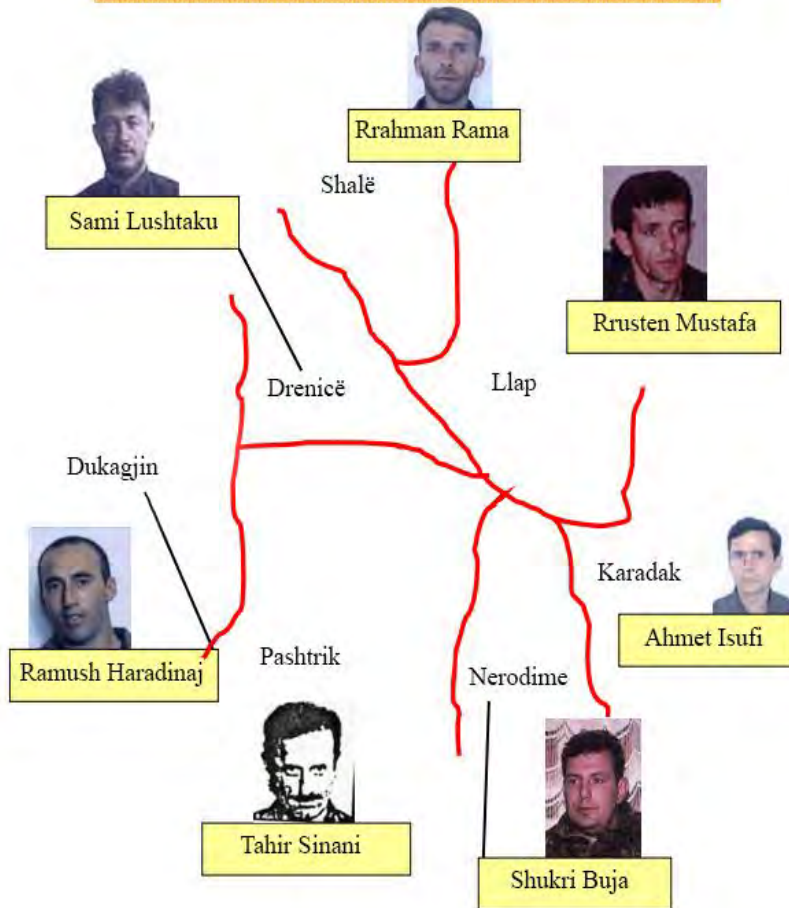 Rrahman Rama
Shalë
Sami Lushtaku
Rrusten Mustafa
Drenicë
Llap
Dukagjin
Karadak
Ahmet Isufi
Ramush Haradinaj
Pashtrik
Nerodime
Tahir Sinani
Shukri Buja